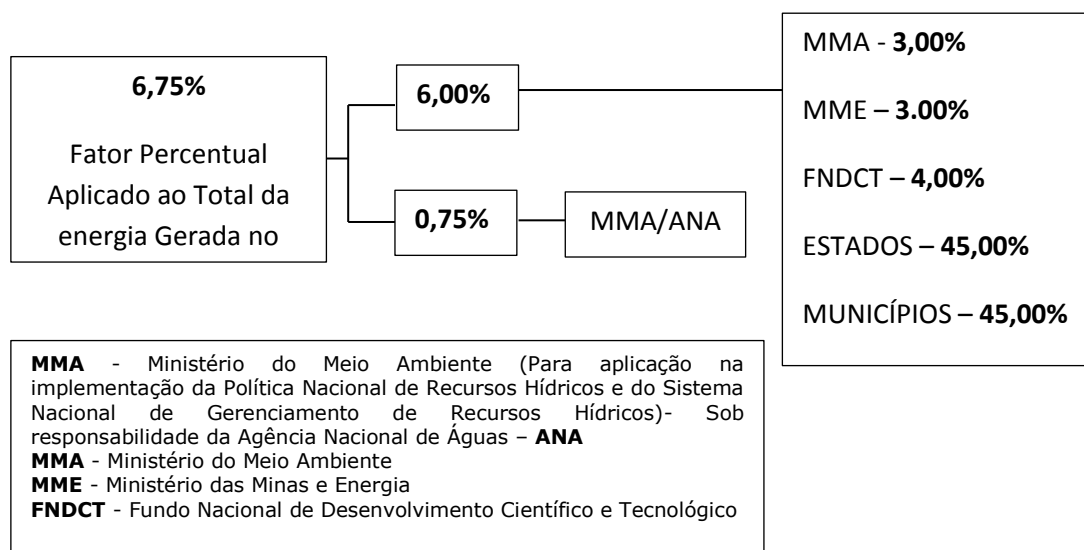 6,75%
Fator Percentual
Aplicado ao Total da
energia Gerada no
6,00%
0,75%
MMA/ANA
MMA - 3,00%
MME – 3.00%
FNDCT – 4,00%
ESTADOS – 45,00%
MUNICÍPIOS – 45,00%
MMA - Ministério do Meio Ambiente (Para aplicação na
implementação da Política Nacional de Recursos Hídricos e do Sistema
Nacional de Gerenciamento de Recursos Hídricos)- Sob
responsabilidade da Agência Nacional de Águas – ANA
MMA - Ministério do Meio Ambiente
MME - Ministério das Minas e Energia
FNDCT - Fundo Nacional de Desenvolvimento Científico e Tecnológico